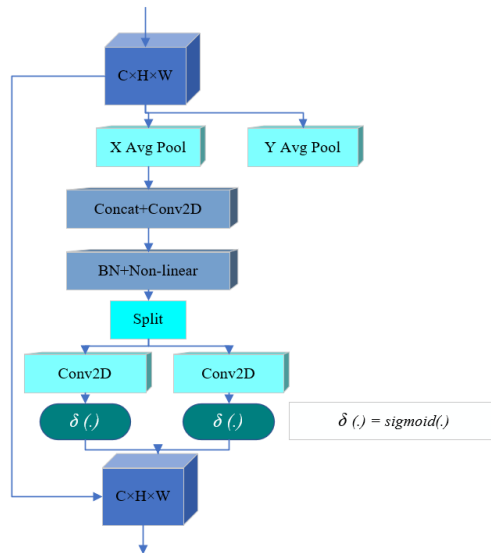 C×H×W
X Avg Pool
Y Avg Pool
Concat+Conv2D
BN+Non-linear
Split
Conv2D
Conv2D
δ (.)
δ (.)
δ (.) = sigmoid(.)
C×H×W